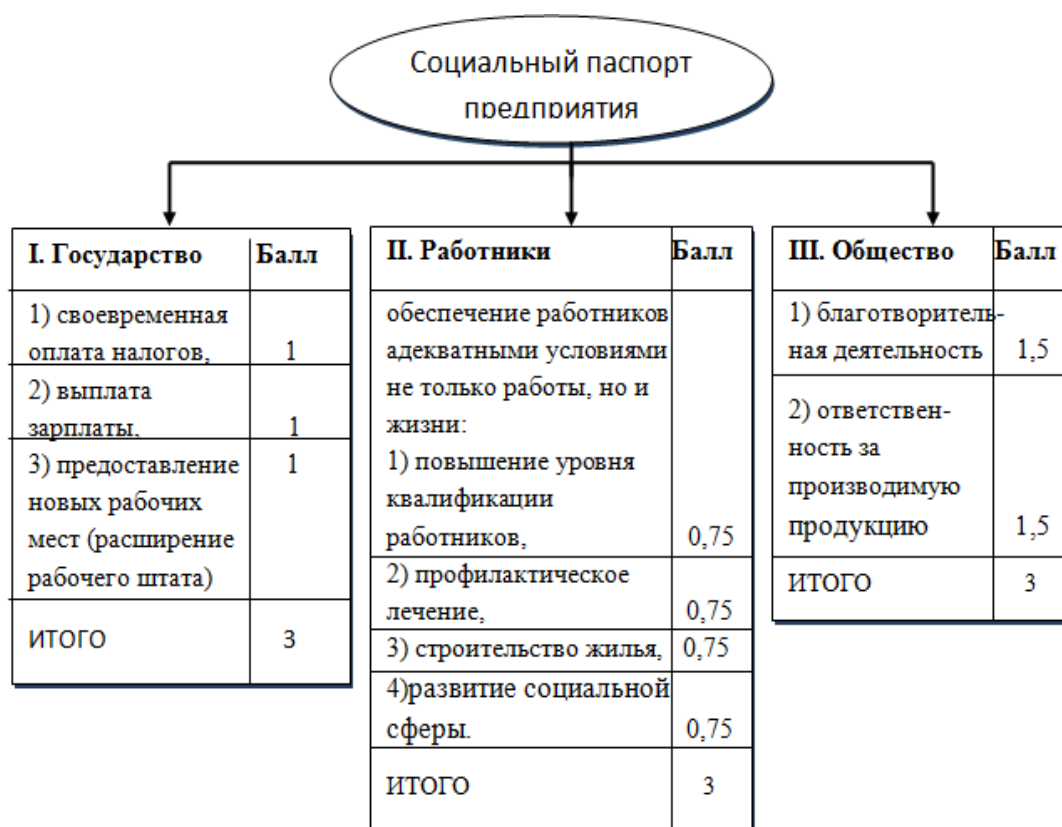 Социальный паспорт
предприятия
I. Государство Балл
1) своевременная
оплата налогов, 1
2) выплата
зарплаты, 1
3) предоставление 1
новых рабочих
мест (расширение
рабочего штата)
ИТОГО 3
II. Работники Балл
обеспечение работников
адекватными условиями
не только работы, но и
жизни:
1) повышение уровня
квалификации
работников, 0,75
2) профилактическое
лечение, 0,75
3) строительство жилья, 0,75
4)развитие социальной
сферы. 0,75
ИТОГО 3
III. Общество Балл
1) благотворитель-
ная деятельность 1,5
2) ответствен-
ность за
производимую
продукцию 1,5
ИТОГО 3